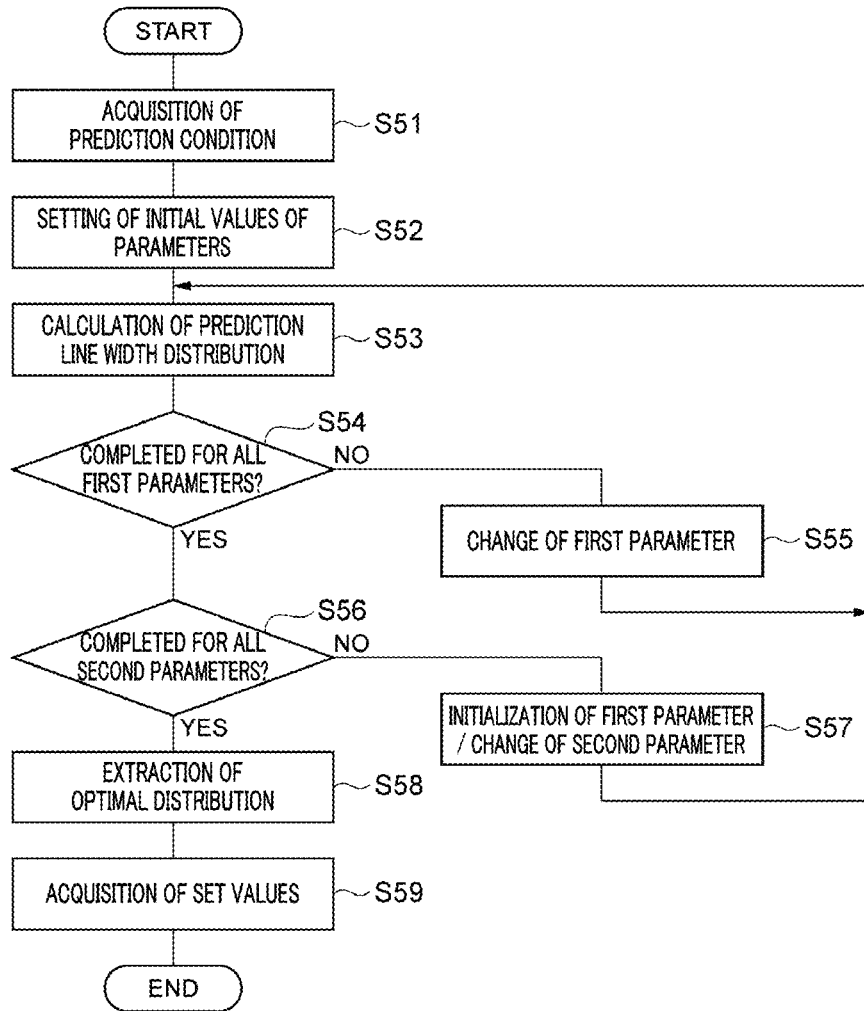 START
ACQUISITION OF
PREDICTION CONDITION
S51
SETTING OF INITIAL VALUES OF
PARAMETERS
S52
CALCULATION OF PREDICTION
LINE WIDTH DISTRIBUTION
S53
S54
COMPLETED FOR ALL
FIRST PARAMETERS?
NO
YES
CHANGE OF FIRST PARAMETER
S55
S56
COMPLETED FOR ALL
SECOND PARAMETERS?
NO
YES
INITIALIZATION OF FIRST PARAMETER
/ CHANGE OF SECOND PARAMETER
S57
EXTRACTION OF
OPTIMAL DISTRIBUTION
S58
ACQUISITION OF SET VALUES
S59
END